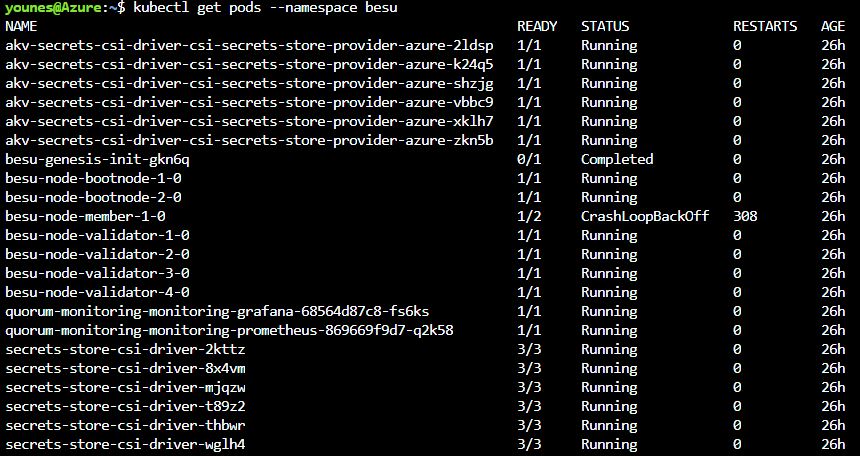 younes@Azure:~$ kubectl get pods --namespace besu
NAME READY STATUS RESTARTS AGE
akv-secrets-csi-driver-csi-secrets-store-provider-azure-2ldsp 1/1 Running 0 26h
akv-secrets-csi-driver-csi-secrets-store-provider-azure-k24q5 1/1 Running 0 26h
akv-secrets-csi-driver-csi-secrets-store-provider-azure-shzjg 1/1 Running 0 26h
akv-secrets-csi-driver-csi-secrets-store-provider-azure-vbbc9 1/1 Running 0 26h
akv-secrets-csi-driver-csi-secrets-store-provider-azure-xklh7 1/1 Running 0 26h
akv-secrets-csi-driver-csi-secrets-store-provider-azure-zkn5b 1/1 Running 0 26h
besu-genesis-init-gkn6q 0/1 Completed 0 26h
besu-node-bootnode-1-0 1/1 Running 0 26h
besu-node-bootnode-2-0 1/1 Running 0 26h
besu-node-member-1-0 1/2 CrashLoopBackOff 308 26h
besu-node-validator-1-0 1/1 Running 0 26h
besu-node-validator-2-0 1/1 Running 0 26h
besu-node-validator-3-0 1/1 Running 0 26h
besu-node-validator-4-0 1/1 Running 0 26h
quorum-monitoring-monitoring-grafana-68564d87c8-fs6ks 1/1 Running 0 26h
quorum-monitoring-monitoring-prometheus-869669f9d7-q2k58 1/1 Running 0 26h
secrets-store-csi-driver-2kttz 3/3 Running 0 26h
secrets-store-csi-driver-8x4vm 3/3 Running 0 26h
secrets-store-csi-driver-mjqzw 3/3 Running 0 26h
secrets-store-csi-driver-t89z2 3/3 Running 0 26h
secrets-store-csi-driver-thbwr 3/3 Running 0 26h
secrets-store-csi-driver-wglh4 3/3 Running 0 26h